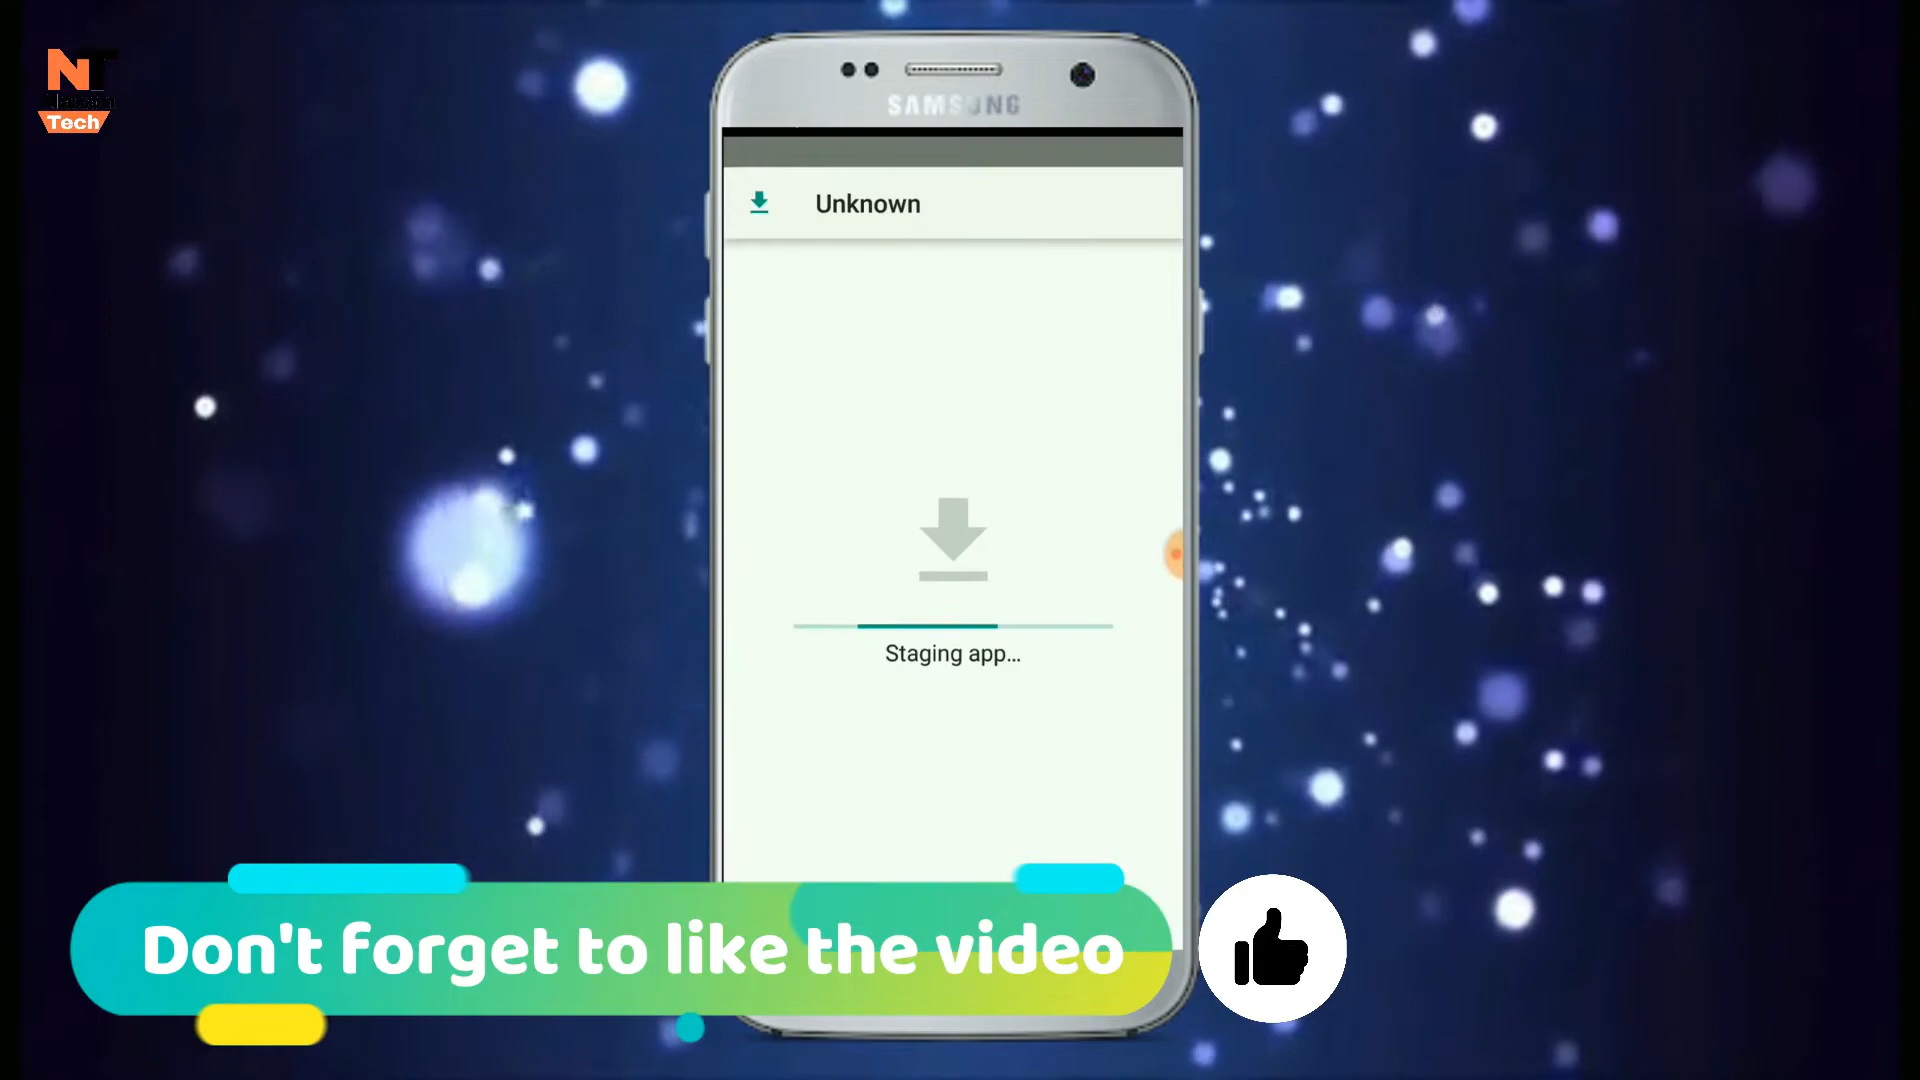 NT
Tech
SAMSUNG
Unknown
Staging app...
Don't forget to like the video